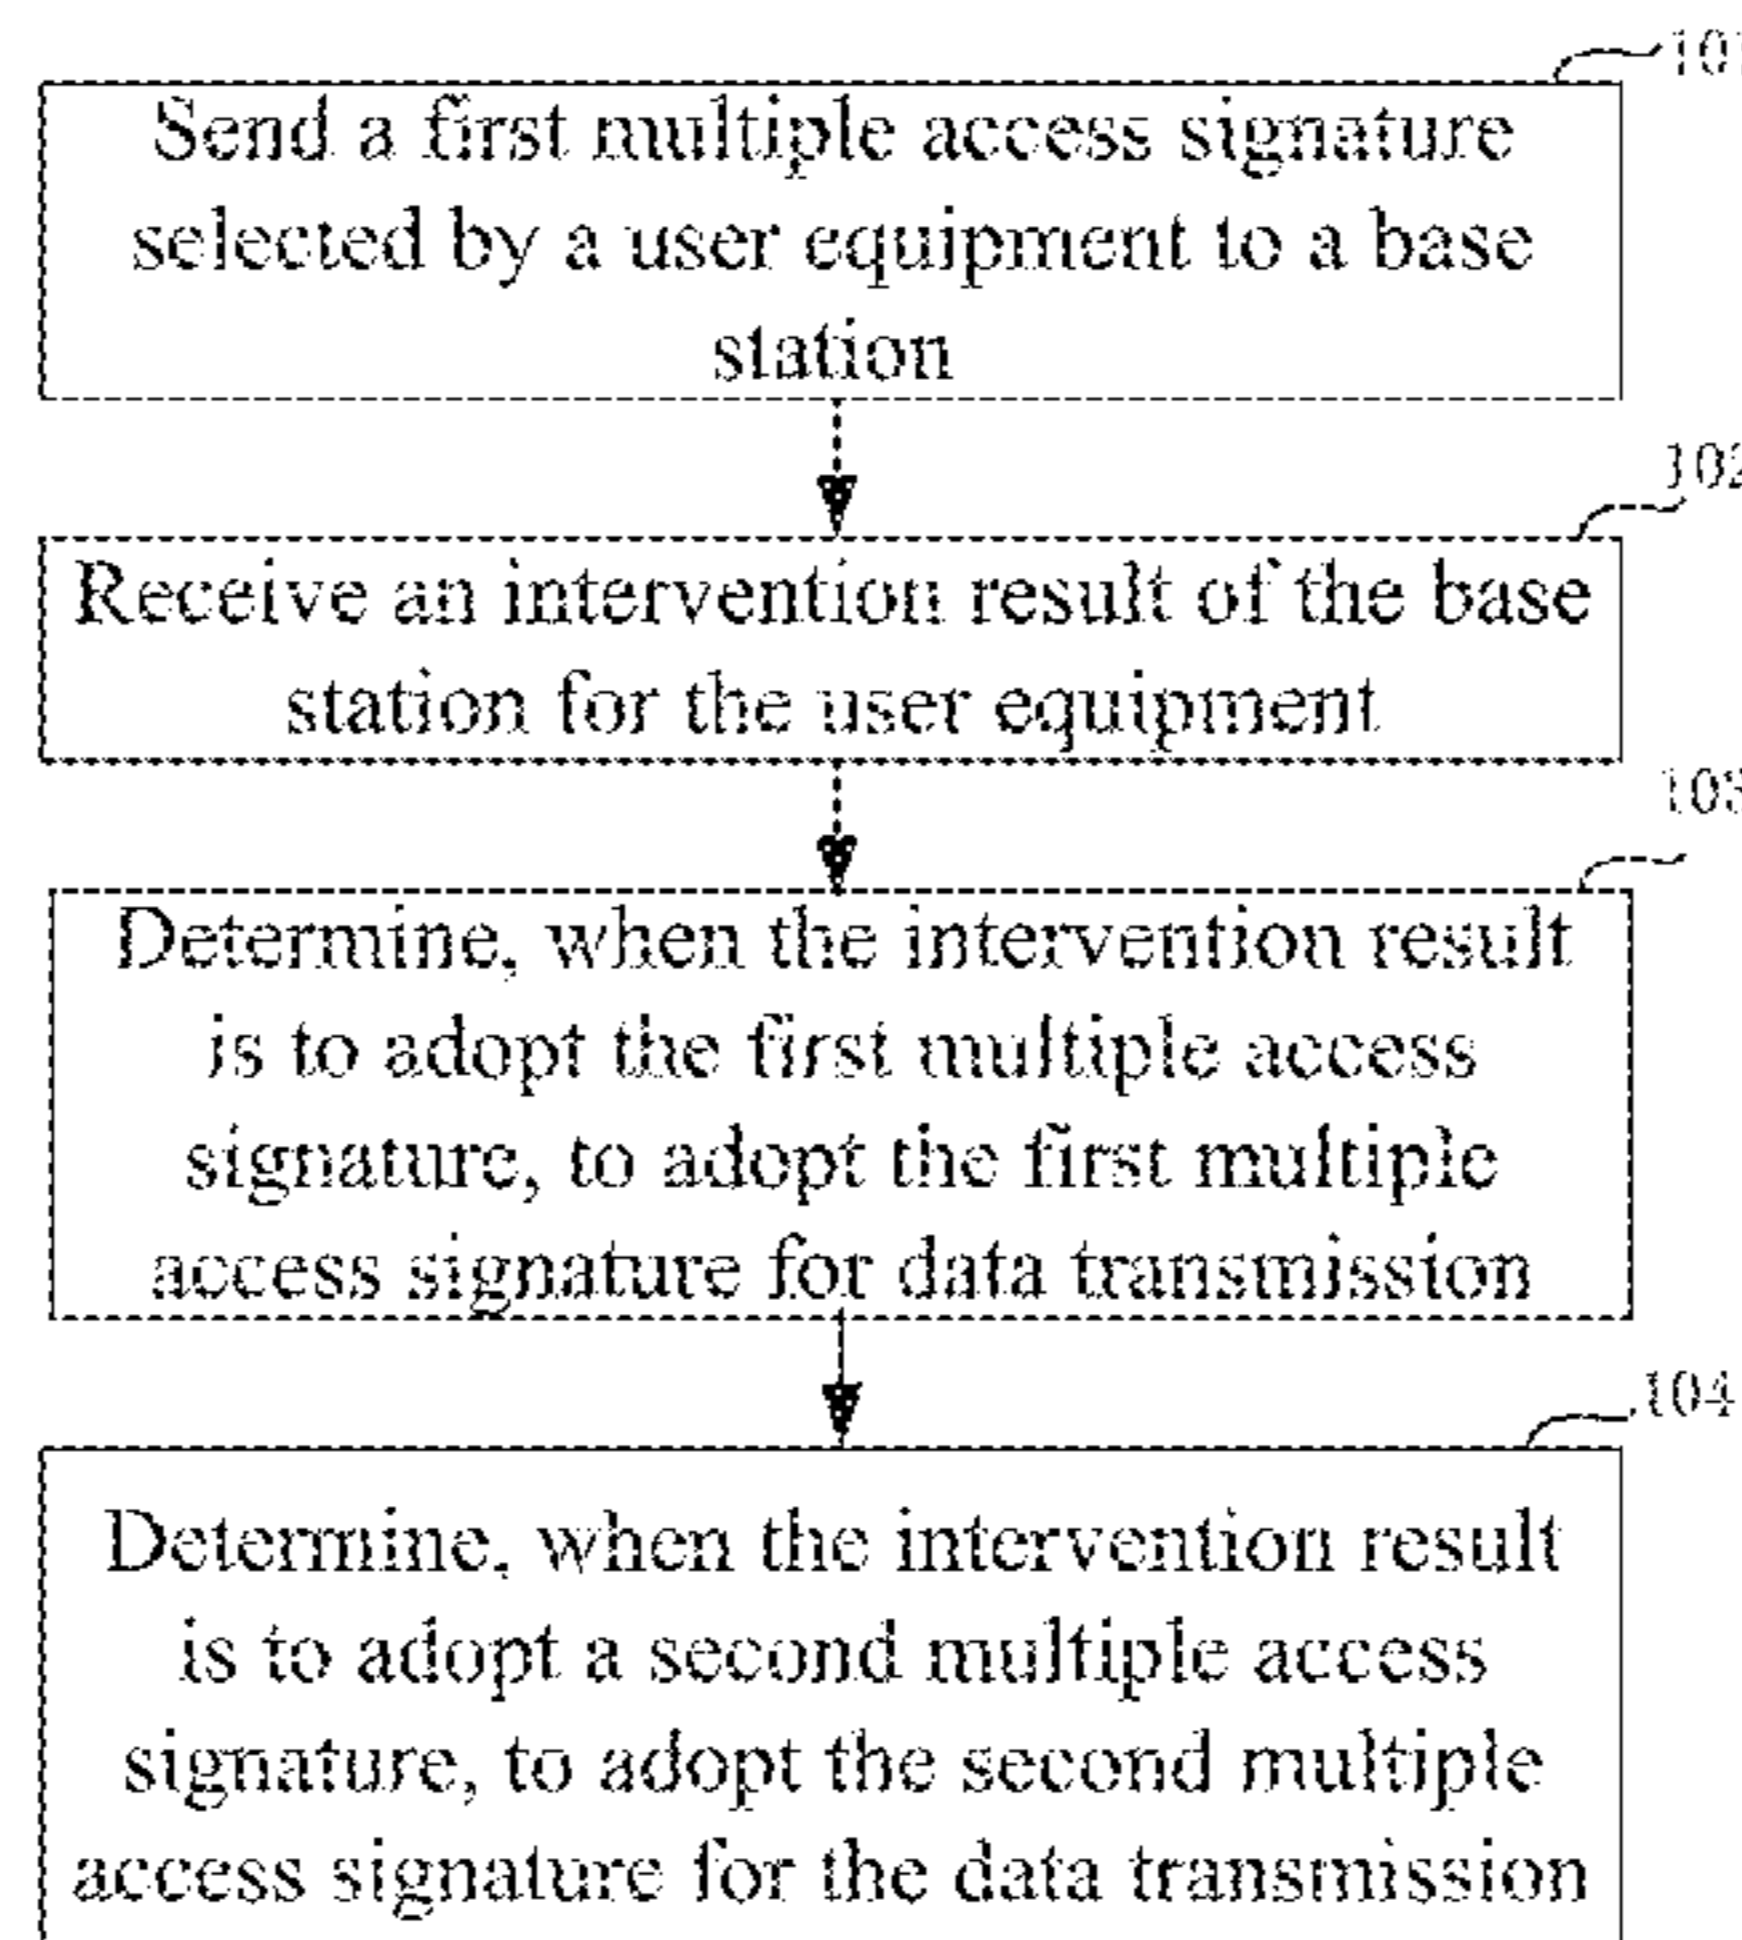 101
Send a first multiple access signature
selected by a user equipment to a base
station
102
Receive an intervention result of the base
station for the user equipment
103
Determine, when the intervention result
is to adopt the first multiple access
signature, to adopt the first multiple
access signature for data transmission
104
Determine, when the intervention result
is to adopt a second multiple access
signature, to adopt the second multiple
access signature for the data transmission